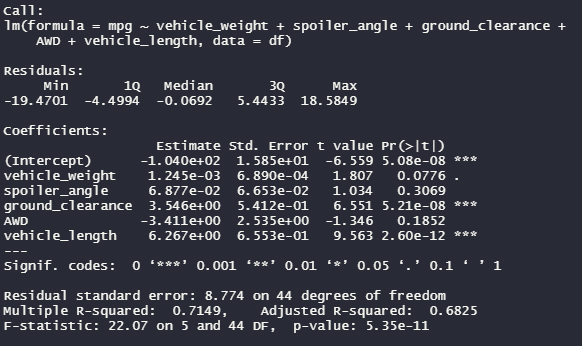 Call:
lm(formula = mpg ~ vehicle_weight + spoiler_angle + ground_clearance +
    AWD + vehicle_length, data = df)

Residuals:
     Min       1Q   Median       3Q      Max
-19.4701  -4.4994  -0.0692   5.4433  18.5849

Coefficients:
                   Estimate Std. Error t value Pr(>|t|)
(Intercept)      -1.040e+02  1.585e+01  -6.559 5.08e-08 ***
vehicle_weight    1.245e-03  6.890e-04   1.807   0.0776 .
spoiler_angle     6.877e-02  6.653e-02   1.034   0.3069
ground_clearance  3.546e+00  5.412e-01   6.551 5.21e-08 ***
AWD              -3.411e+00  2.535e+00  -1.346   0.1852
vehicle_length    6.267e+00  6.553e-01   9.563 2.60e-12 ***
---
Signif. codes:  0 ‘***’ 0.001 ‘**’ 0.01 ‘*’ 0.05 ‘.’ 0.1 ‘ ’ 1

Residual standard error: 8.774 on 44 degrees of freedom
Multiple R-squared:  0.7149,    Adjusted R-squared:  0.6825
F-statistic: 22.07 on 5 and 44 DF,  p-value: 5.35e-11